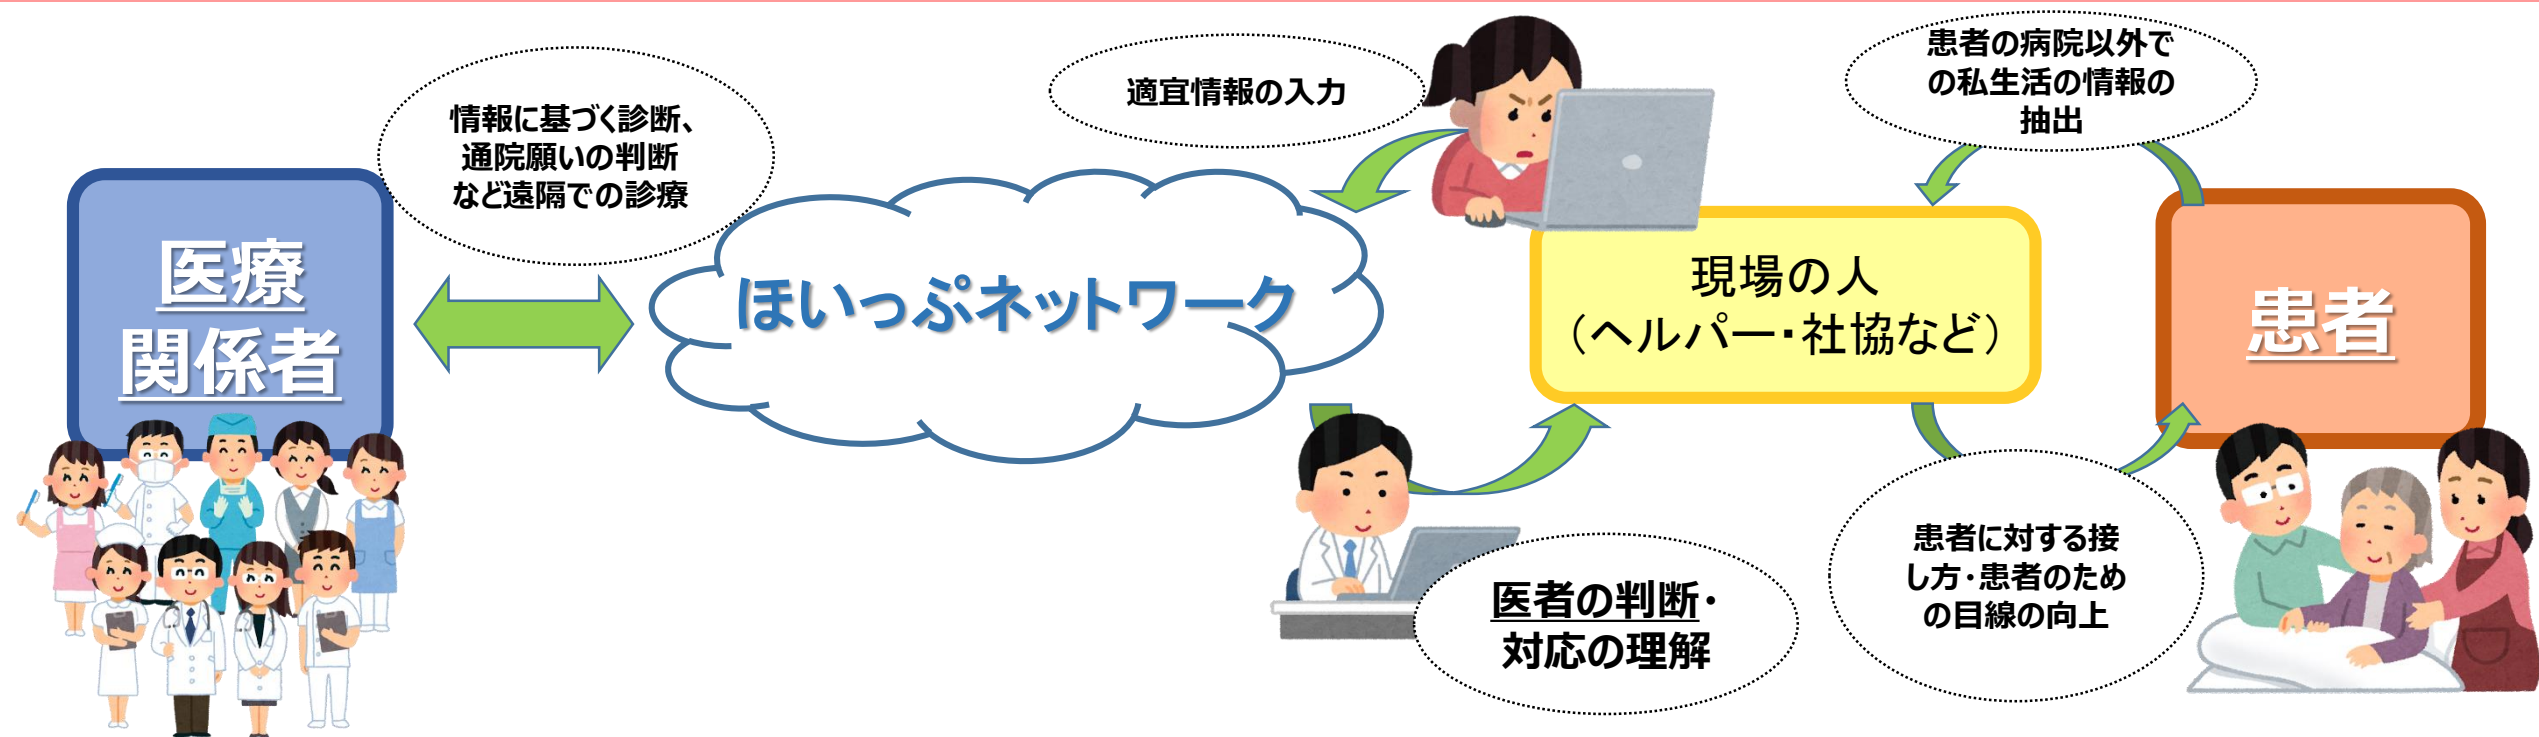 医療
関係者
情報に基づく診断、
通院願いの判断
など遠隔での診療
ほいっぷネットワーク
適宜情報の入力
現場の人
（ヘルパー・社協など）
医者の判断・
対応の理解
患者の病院以外で
の私生活の情報の
抽出
患者に対する接
し方・患者のため
の目線の向上
患者